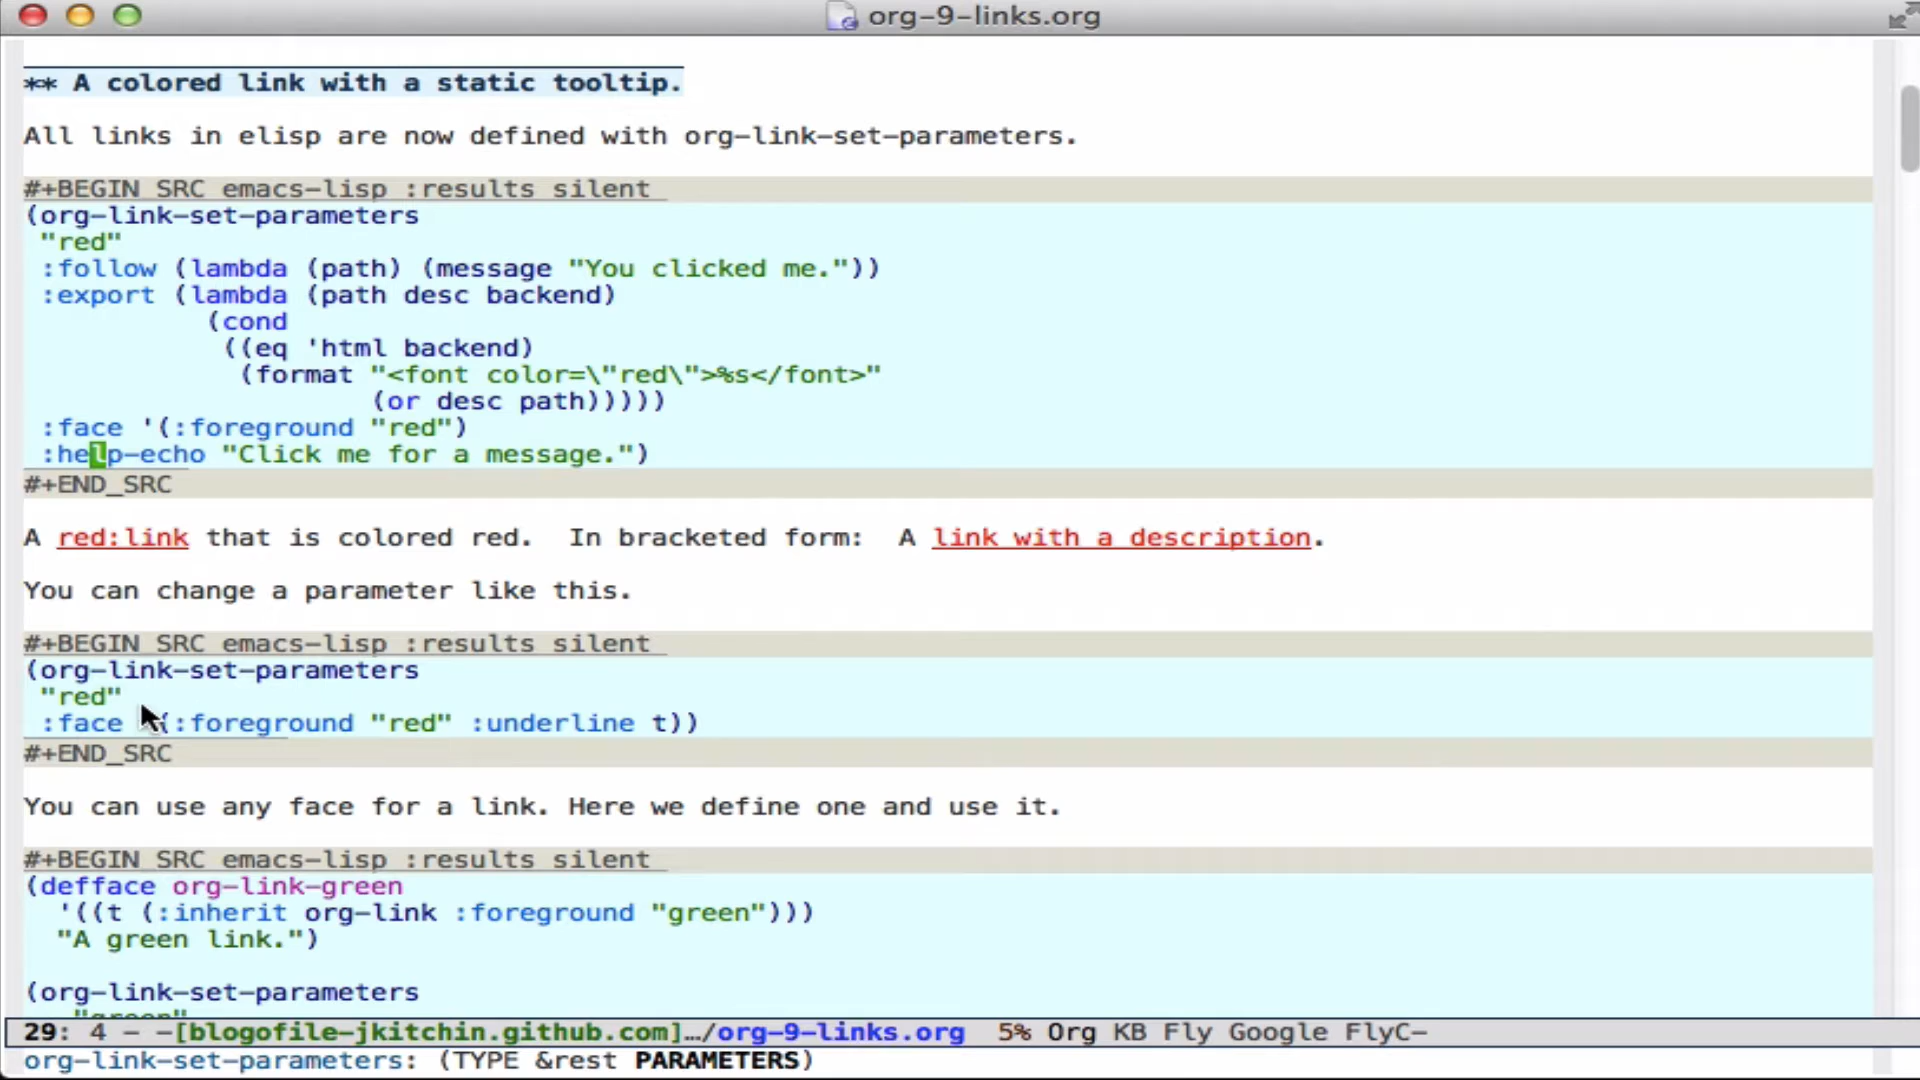 org-9-links.org
** A colored link with a static tooltip.
All links in elisp are now defined with org-link-set-parameters.
#+BEGIN_SRC emacs-lisp :results silent
(org-link-set-parameters
"red"
:follow (lambda (path) (message "You clicked me."))
:export (lambda (path desc backend)
(cond
((eq 'html backend)
(format "<font color=\"red\">%s</font>"
(or desc path)))))
:face '(:foreground "red")
:help-echo "Click me for a message.")
#+END_SRC
A red:link that is colored red.  In bracketed form:  A link with a description.
You can change a parameter like this.
#+BEGIN_SRC emacs-lisp :results silent
(org-link-set-parameters
"red"
:face (:foreground "red" :underline t))
#+END_SRC
You can use any face for a link. Here we define one and use it.
#+BEGIN_SRC emacs-lisp :results silent
(defface org-link-green
'((t (:inherit org-link :foreground "green")))
"A green link.")
(org-link-set-parameters
"green"
29: 4 - -[blogofile-jkitchin.github.com]…/org-9-links.org  5% Org KB Fly Google FlyC-
org-link-set-parameters: (TYPE &rest PARAMETERS)